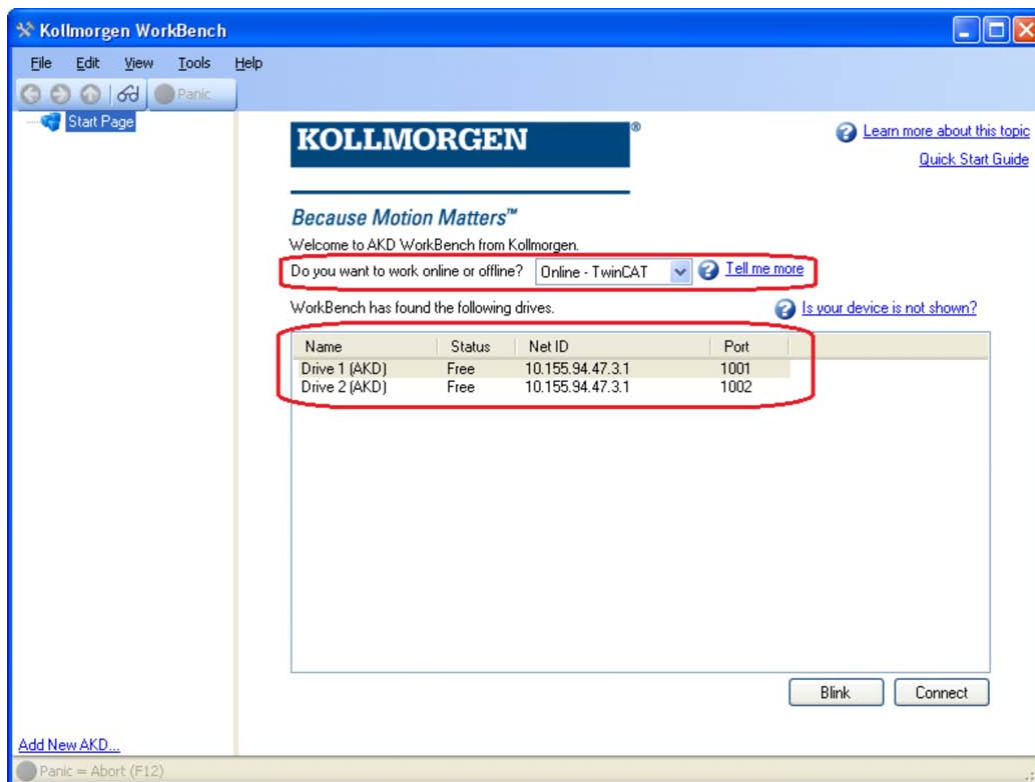 Kollmorgen WorkBench
File Edit View Tools Help
Panic
Start Page
KOLLMORGEN ®
Learn more about this topic
Quick Start Guide
Because Motion Matters™
Welcome to AKD WorkBench from Kollmorgen.
Do you want to work online or offline? Online - TwinCAT ? Tell me more
WorkBench has found the following drives. ? Is your device is not shown?
Name Status Net ID Port
Drive 1 (AKD) Free 10.155.94.47.3.1 1001
Drive 2 (AKD) Free 10.155.94.47.3.1 1002
Blink Connect
Add New AKD...
Panic = Abort (F12)